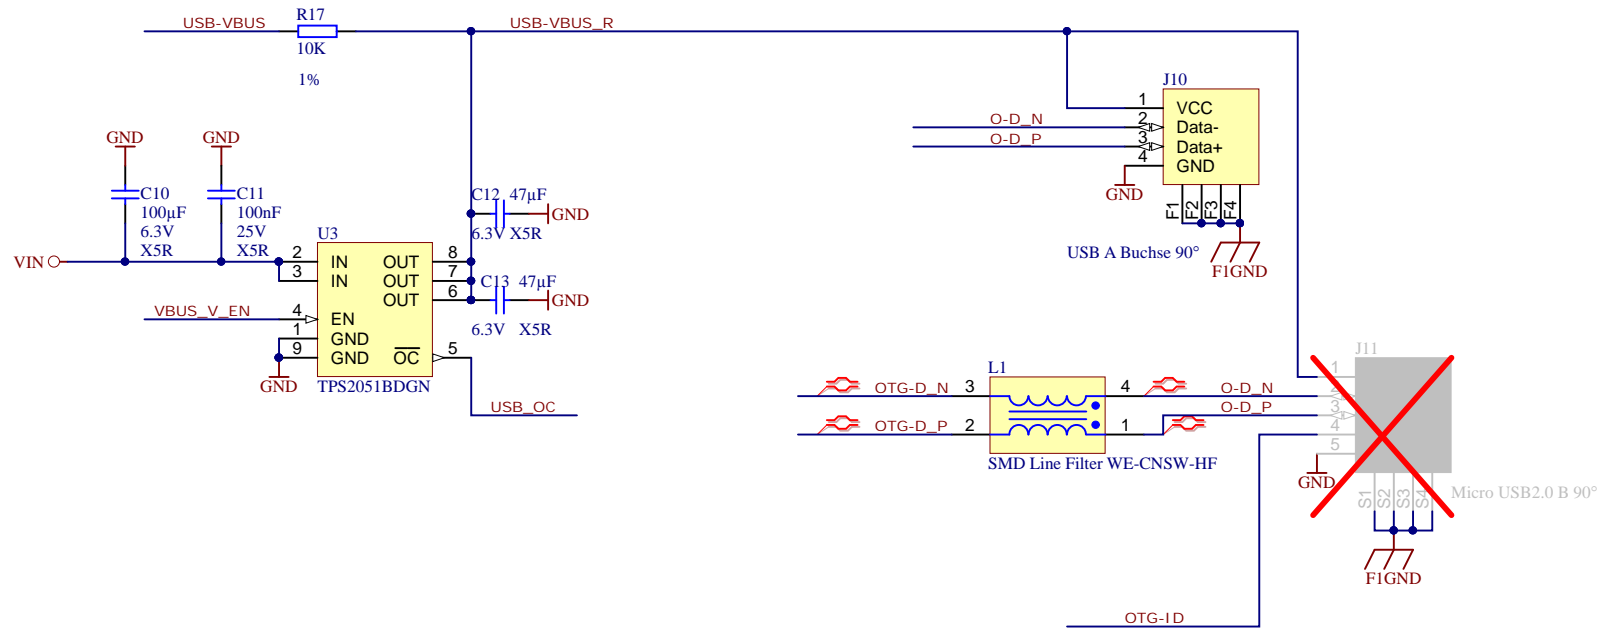 USB-VBUS
R17
10K
1%
USB-VBUS_R
J10
1
VCC
O-D_N
2
Data-
O-D_P
3
Data+
4
GND
GND
F1
F2
F3
F4
USB A Buchse 90°
F1GND
GND
GND
C10
100µF
6.3V
X5R
C11
100nF
25V
X5R
C12 47µF
6.3V X5R
GND
U3
VIN
2
IN
OUT
8
3
IN
OUT
7
OUT
6
C13 47µF
6.3V X5R
GND
VBUS_V_EN
4
EN
1
GND
9
GND
OC
5
GND
TPS2051BDGN
USB_OC
L1
OTG-D_N
3
4
O-D_N
O-D_P
OTG-D_P
2
1
SMD Line Filter WE-CNSW-HF
J11
1
2
3
4
5
GND
S1
S2
S3
S4
Micro USB2.0 B 90°
F1GND
OTG-ID